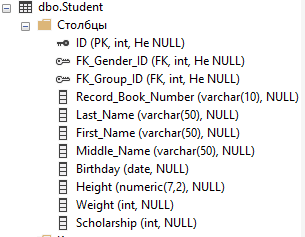 dbo.Student
Столбцы
ID (PK, int, Не NULL)
FK_Gender_ID (FK, int, Не NULL)
FK_Group_ID (FK, int, Не NULL)
Record_Book_Number (varchar(10), NULL)
Last_Name (varchar(50), NULL)
First_Name (varchar(50), NULL)
Middle_Name (varchar(50), NULL)
Birthday (date, NULL)
Height (numeric(7,2), NULL)
Weight (int, NULL)
Scholarship (int, NULL)